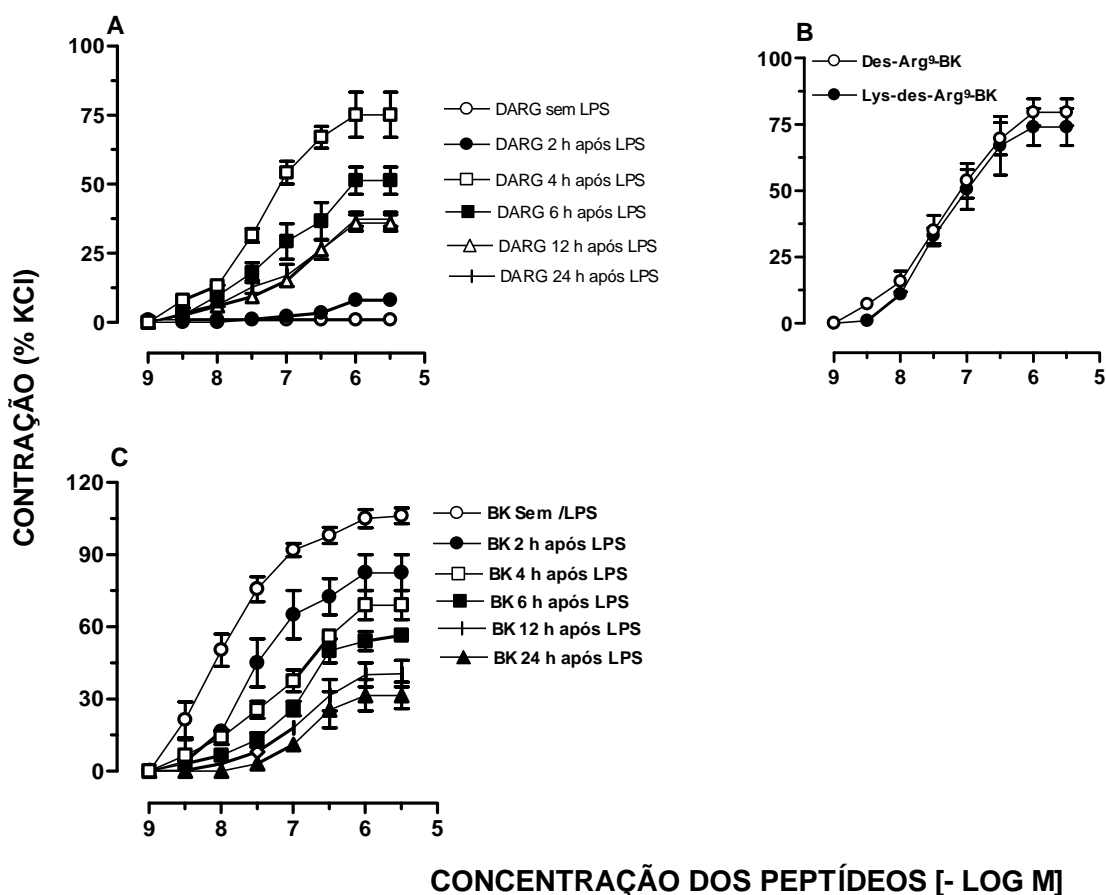 A
100
75
50
25
0
9 8 7 6 5
DARG sem LPS
DARG 2 h após LPS
DARG 4 h após LPS
DARG 6 h após LPS
DARG 12 h após LPS
DARG 24 h após LPS
B
100
75
50
25
0
9 8 7 6 5
Des-Arg⁹-BK
Lys-des-Arg⁹-BK
CONTRAÇÃO (% KCl)
C
120
90
60
30
0
9 8 7 6 5
BK Sem /LPS
BK 2 h após LPS
BK 4 h após LPS
BK 6 h após LPS
BK 12 h após LPS
BK 24 h após LPS
CONCENTRAÇÃO DOS PEPTÍDEOS [- LOG M]